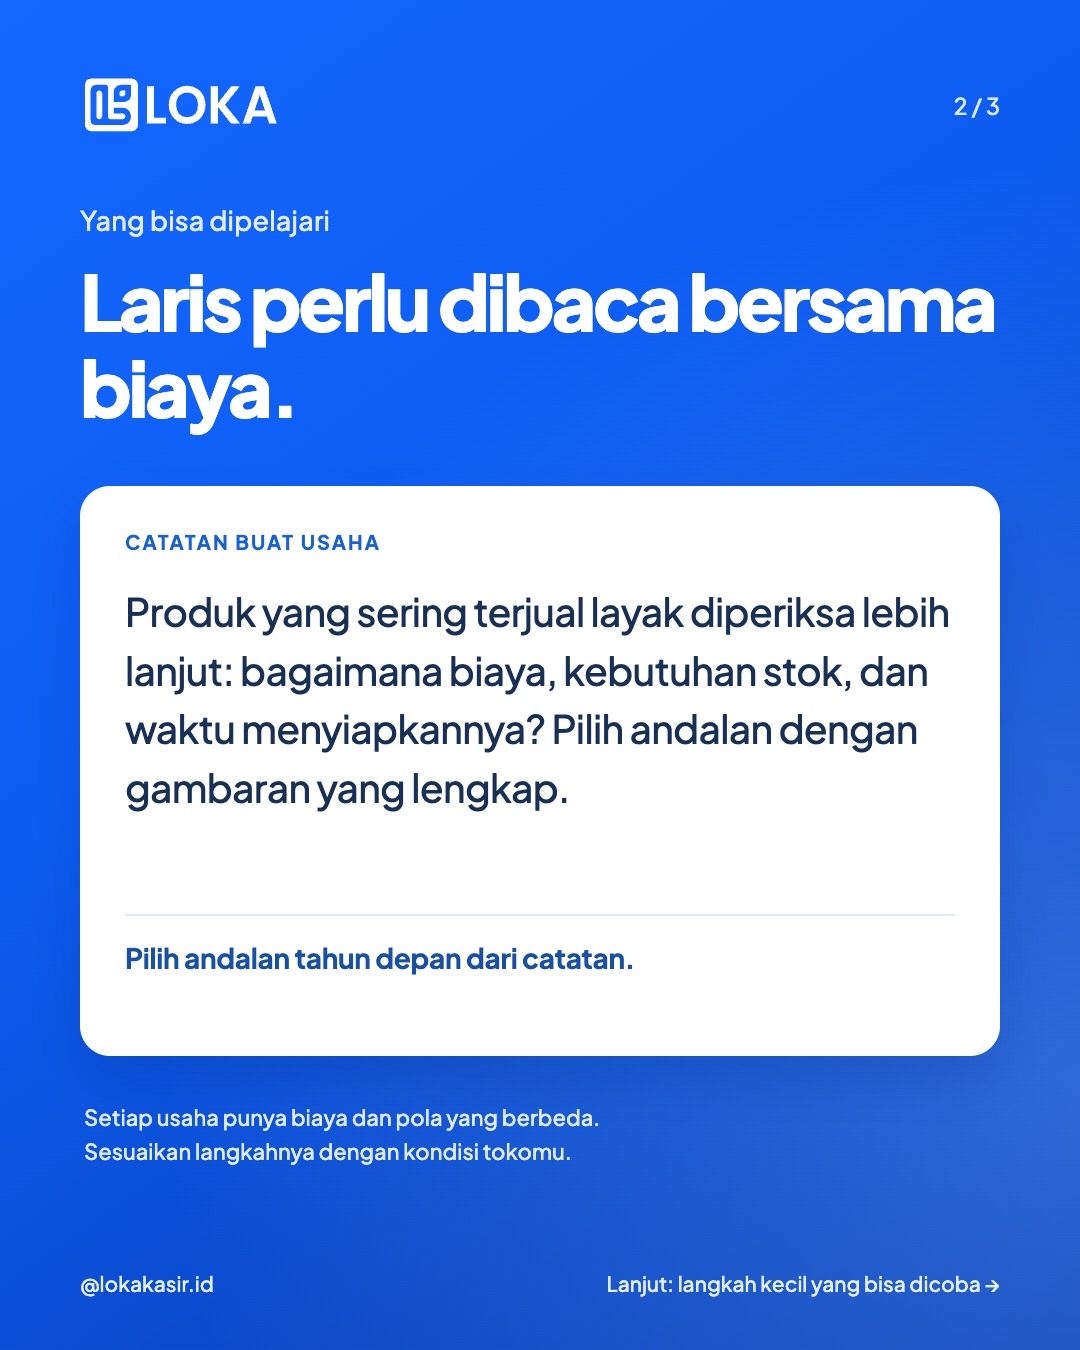 LOKA
2 / 3
Yang bisa dipelajari
Laris perlu dibaca bersama
biaya.
CATATAN BUAT USAHA
Produk yang sering terjual layak diperiksa lebih
lanjut: bagaimana biaya, kebutuhan stok, dan
waktu menyiapkannya? Pilih andalan dengan
gambaran yang lengkap.
Pilih andalan tahun depan dari catatan.
Setiap usaha punya biaya dan pola yang berbeda.
Sesuaikan langkahnya dengan kondisi tokomu.
@lokakasir.id
Lanjut: langkah kecil yang bisa dicoba →